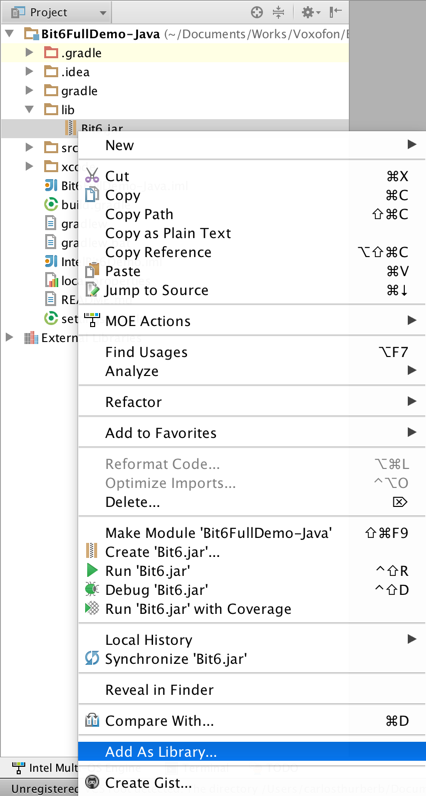 Project
Bit6FullDemo-Java (~/Documents/Works/Voxofon/
.gradle
.idea
gradle
lib
Bit6.jar
New
src
Cut ⌘X
xco
Copy ⌘C
Bit6
Copy Path ⇧⌘C
bui
Copy as Plain Text
grad
Copy Reference ⌥⇧⌘C
grad
Paste ⌘V
Inte
Jump to Source ⌘↓
loc
REA
MOE Actions
set
Exter
Find Usages ⌥F7
Analyze
Refactor
Add to Favorites
Reformat Code... ⌥⌘L
Optimize Imports... ^⌥O
Delete... ⌦
Make Module 'Bit6FullDemo-Java' ⇧⌘F9
Create 'Bit6.jar'...
Run 'Bit6.jar' ^⇧R
Debug 'Bit6.jar' ^⇧D
Run 'Bit6.jar' with Coverage
Local History
Synchronize 'Bit6.jar'
Reveal in Finder
Compare With... ⌘D
Add As Library...
Intel Mult
Create Gist...
Unregistered